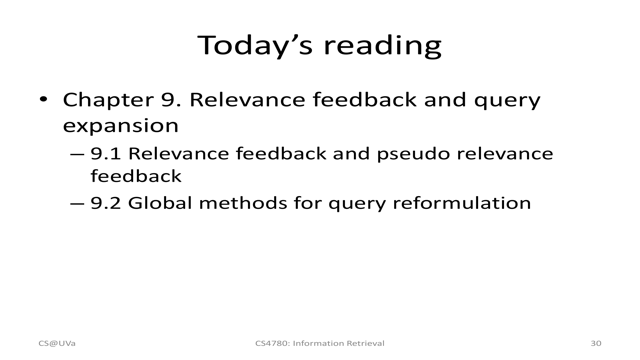 Today’s reading
• Chapter 9. Relevance feedback and query
expansion
– 9.1 Relevance feedback and pseudo relevance
feedback
– 9.2 Global methods for query reformulation
CS@UVa
CS4780: Information Retrieval
30